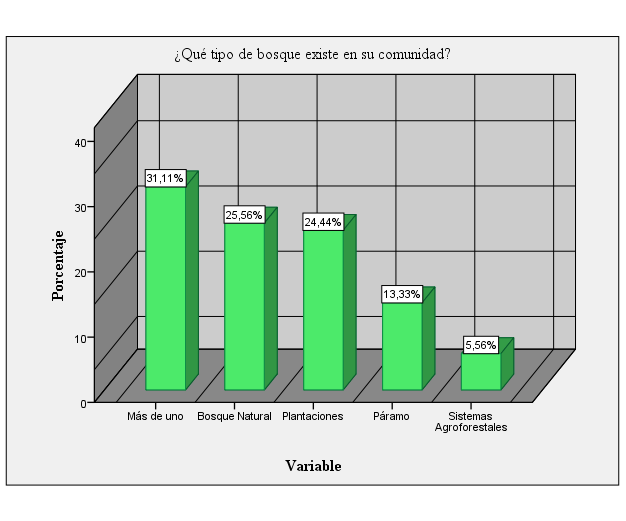 ¿Qué tipo de bosque existe en su comunidad?
Porcentaje
40
30
20
10
0
31,11%
25,56%
24,44%
13,33%
5,56%
Más de uno
Bosque Natural
Plantaciones
Páramo
Sistemas
Agroforestales
Variable